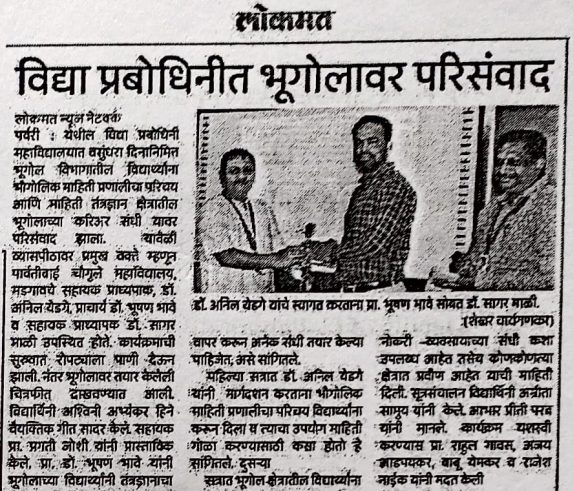 लोकमत
विद्या प्रबोधिनीत भूगोलावर परिसंवाद
लोकमत न्यूज नेटवर्क
पर्वरी : येथील विद्या प्रबोधिनी
महाविद्यालयात वसुंधरा दिनानिमित
भूगोल विभागातील विद्यार्थ्यांना
भौगोलिक माहिती प्रणालीचा परिचय
आणि माहिती तंत्रज्ञान क्षेत्रातील
भूगोलाच्या करिअर संधी यावर
परिसंवाद झाला. यावेळी
व्यासपीठावर प्रमुख वक्ते म्हणून
पार्वतीबाई चौगुले महाविद्यालय,
मडगावचे सहायक प्राध्यापक, डॉ.
अनिल येडगे, प्राचार्य डॉ. भूषण भावे
व सहायक प्राध्यापक डॉ. सागर
माळी उपस्थित होते. कार्यक्रमाची
सुरुवात रोपट्याला पाणी देऊन
झाली. नंतर भूगोलावर तयार केलेली
चित्रफीत दाखवण्यात आली.
विद्यार्थिनी अश्विनी अभ्यंकर हिने
वैयक्तिक गीत सादर केले. सहायक
प्रा. प्रगती जोशी यांनी प्रास्ताविक
केले. प्रा. डॉ. भूषण भावे यांनी
भूगोलाच्या विद्यार्थ्यांनी तंत्रज्ञानाचा
डॉ. अनिल येडगे यांचे स्वागत करताना प्रा. भूषण भावे सोबत डॉ. सागर माळी.
(शेखर वायंगणकर)
वापर करून अनेक संधी तयार केल्या
पाहिजेत, असे सांगितले.
पहिल्या सत्रात डॉ. अनिल येडगे
यांनी मार्गदर्शन करताना भौगोलिक
माहिती प्रणालीचा परिचय विद्यार्थ्यांना
करून दिला व त्याचा उपयोग माहिती
गोळा करण्यासाठी कसा होतो हे
सांगितले. दुसऱ्या
सत्रात भूगोल क्षेत्रातील विद्यार्थ्यांना
नोकरी व्यवसायाच्या संधी कशा
उपलब्ध आहेत तसेच कोणकोणत्या
क्षेत्रात प्रवीण आहेत याची माहिती
दिली. सूत्रसंचालन विद्यार्थिनी अन्नीता
सामुय यांनी केले. आभार प्रीती परब
यांनी मानले. कार्यक्रम यशस्वी
करण्यास प्रा. राहुल गावस, अजय
बाबू येमकर व राजेश
नाईक यांनी मदत केली